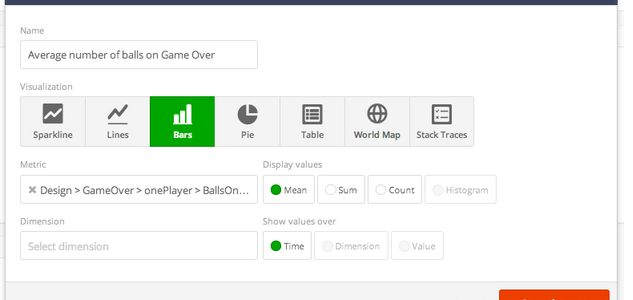 Name
Average number of balls on Game Over
Visualization
Sparkline Lines Bars Pie Table World Map Stack Traces
Metric Display values
✖ Design > GameOver > onePlayer > BallsOn... Mean Sum Count Histogram
Dimension Show values over
Select dimension Time Dimension Value